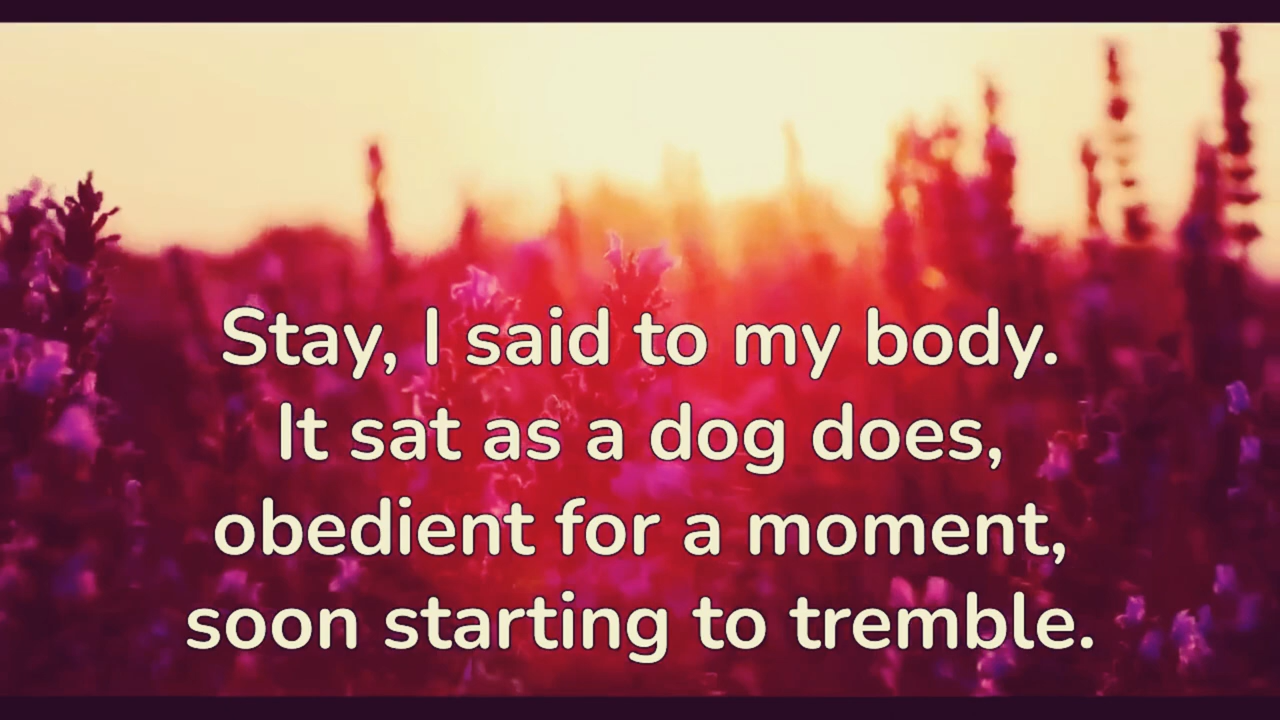 Stay, I said to my body.
It sat as a dog does,
obedient for a moment,
soon starting to tremble.